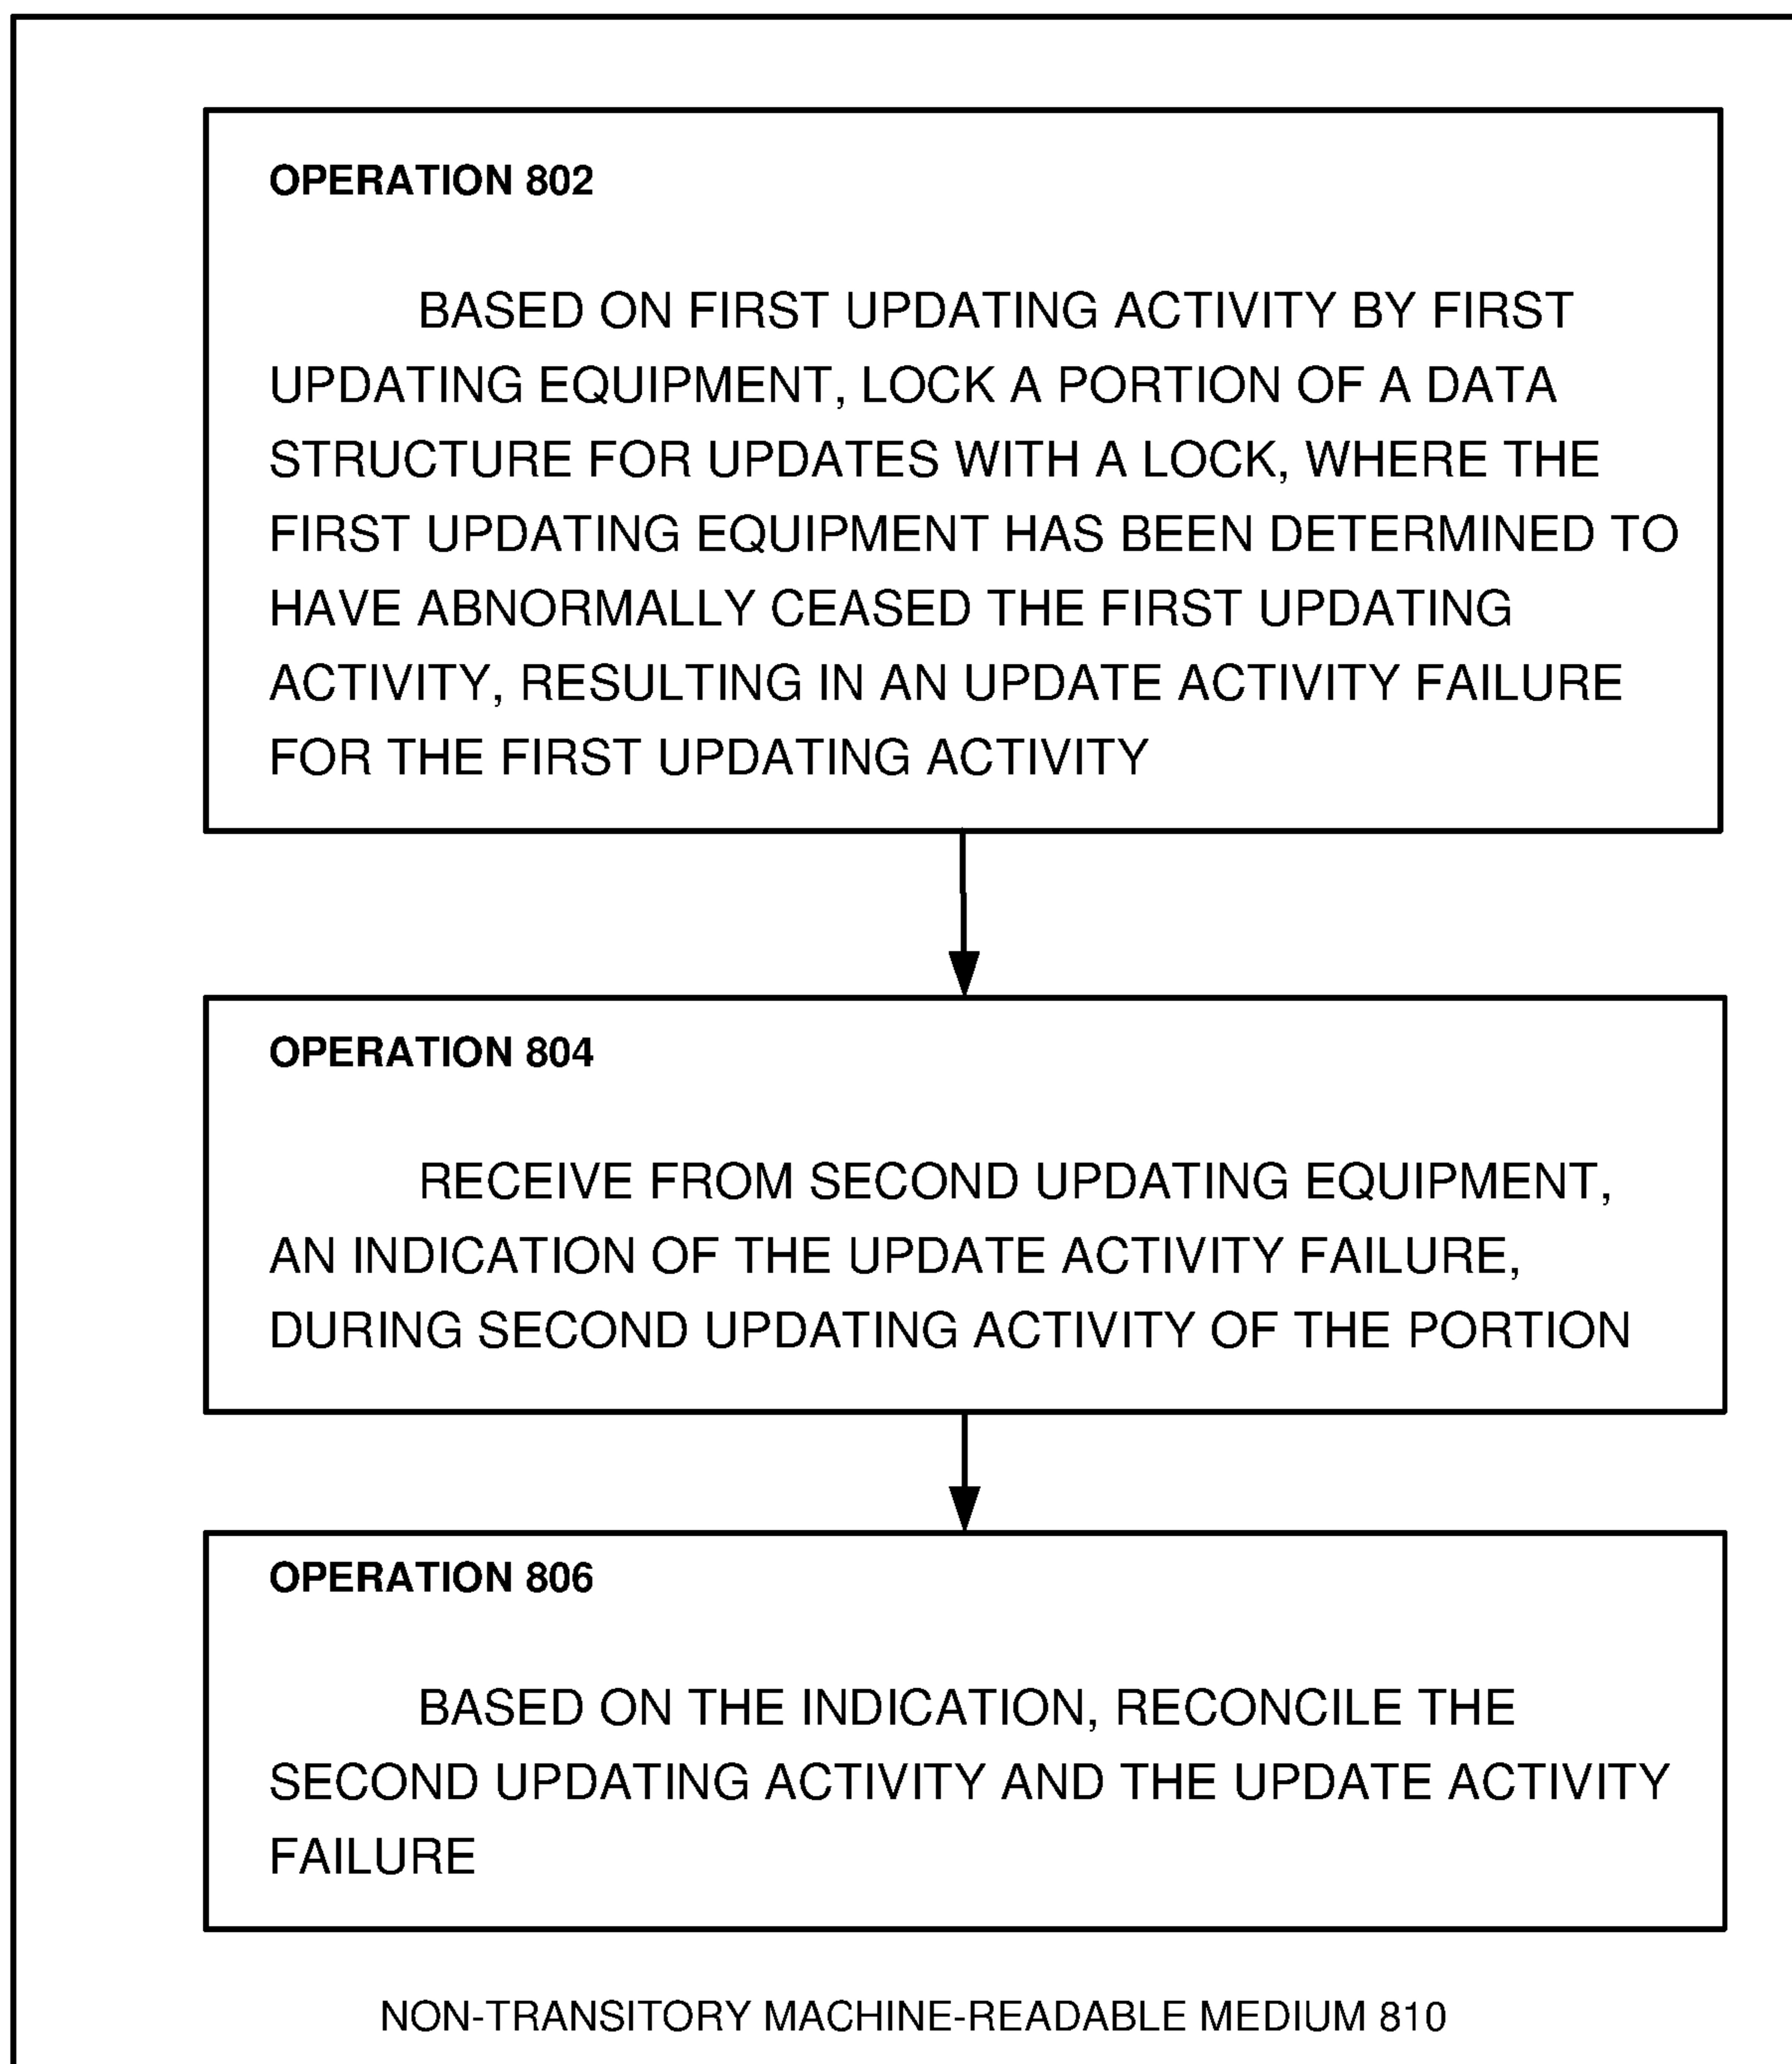 OPERATION 802
BASED ON FIRST UPDATING ACTIVITY BY FIRST
UPDATING EQUIPMENT, LOCK A PORTION OF A DATA
STRUCTURE FOR UPDATES WITH A LOCK, WHERE THE
FIRST UPDATING EQUIPMENT HAS BEEN DETERMINED TO
HAVE ABNORMALLY CEASED THE FIRST UPDATING
ACTIVITY, RESULTING IN AN UPDATE ACTIVITY FAILURE
FOR THE FIRST UPDATING ACTIVITY
OPERATION 804
RECEIVE FROM SECOND UPDATING EQUIPMENT,
AN INDICATION OF THE UPDATE ACTIVITY FAILURE,
DURING SECOND UPDATING ACTIVITY OF THE PORTION
OPERATION 806
BASED ON THE INDICATION, RECONCILE THE
SECOND UPDATING ACTIVITY AND THE UPDATE ACTIVITY
FAILURE
NON-TRANSITORY MACHINE-READABLE MEDIUM 810